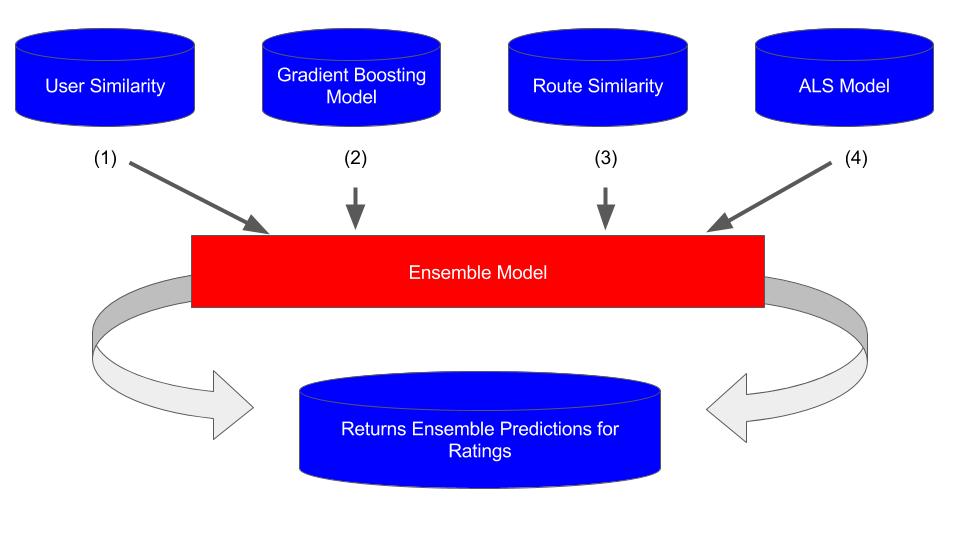 User Similarity
Gradient Boosting
Model
Route Similarity
ALS Model
(1)
(2)
(3)
(4)
Ensemble Model
Returns Ensemble Predictions for
Ratings